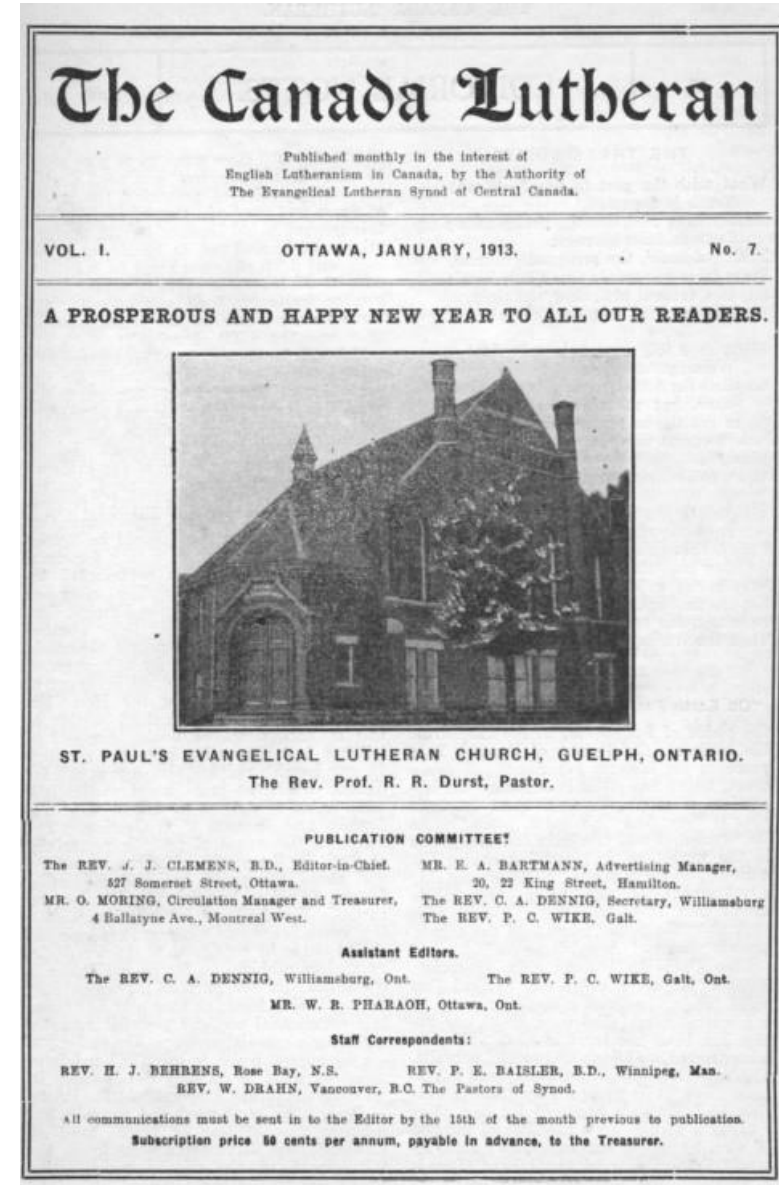 The Canada Lutheran
Published monthly in the interest of
English Lutheranism in Canada, by the Authority of
The Evangelical Lutheran Synod of Central Canada.
VOL. I. OTTAWA, JANUARY, 1913. No. 7.
A PROSPEROUS AND HAPPY NEW YEAR TO ALL OUR READERS.
ST. PAUL'S EVANGELICAL LUTHERAN CHURCH, GUELPH, ONTARIO.
The Rev. Prof. R. R. Durst, Pastor.
PUBLICATION COMMITTEE:
The REV. J. J. CLEMENS, B.D., Editor-in-Chief.
527 Somerset Street, Ottawa.
MR. O. MORING, Circulation Manager and Treasurer,
4 Ballatyne Ave., Montreal West.
MR. E. A. BARTMANN, Advertising Manager,
20, 22 King Street, Hamilton.
The REV. C. A. DENNIG, Secretary, Williamsburg
The REV. P. C. WIKE, Galt.
Assistant Editors.
The REV. C. A. DENNIG, Williamsburg, Ont. The REV. P. C. WIKE, Galt, Ont.
MR. W. R. PHARAOH, Ottawa, Ont.
Staff Correspondents:
REV. H. J. BEHRENS, Rose Bay, N.S. REV. P. E. BAISLER, B.D., Winnipeg, Man.
REV. W. DRAHN, Vancouver, B.C. The Pastors of Synod.
All communications must be sent in to the Editor by the 15th of the month previous to publication.
Subscription price 50 cents per annum, payable in advance, to the Treasurer.